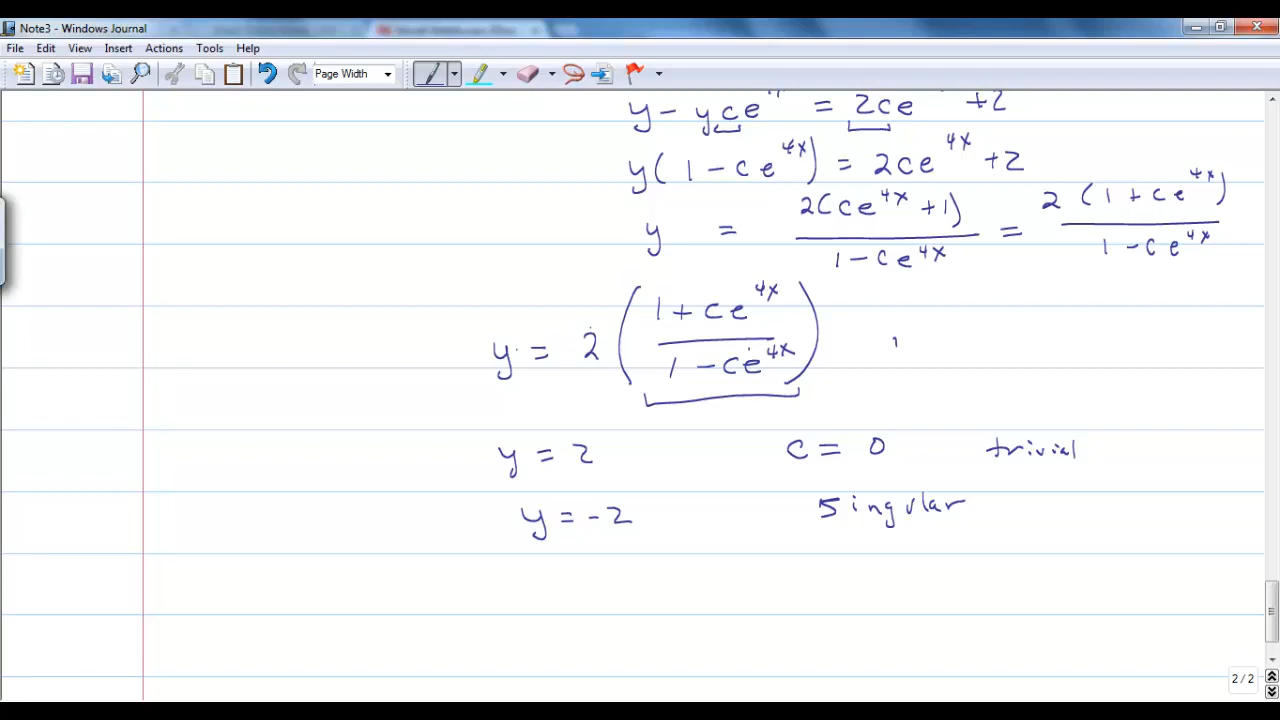 Note3 - Windows Journal
File Edit View Insert Actions Tools Help
Page Width
y - yce = 2ce + 2
y(1 - ce^4x) = 2ce^4x + 2
y = 2(ce^4x + 1) / 1 - ce^4x = 2(1 + ce^4x) / 1 - ce^4x
y = 2(1 + ce^4x / 1 - ce^4x)
y = 2 c = 0 trivial
y = -2 singular
2 / 2